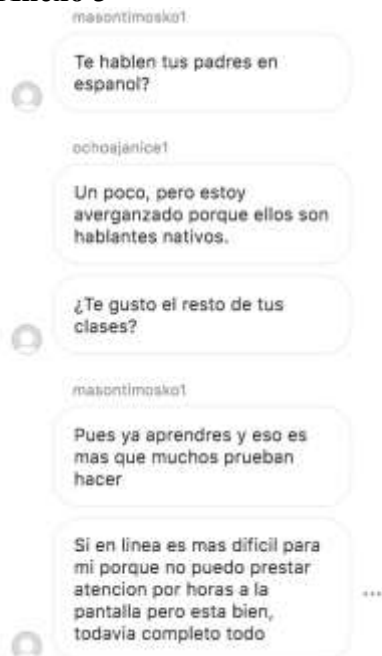 masontimosko1
Te hablen tus padres en
espanol?
ochoajanice1
Un poco, pero estoy
averganzado porque ellos son
hablantes nativos.
¿Te gusto el resto de tus
clases?
masontimosko1
Pues ya aprendres y eso es
mas que muchos prueban
hacer
Si en linea es mas dificil para
mi porque no puedo prestar
atencion por horas a la
pantalla pero esta bien,
todavia completo todo